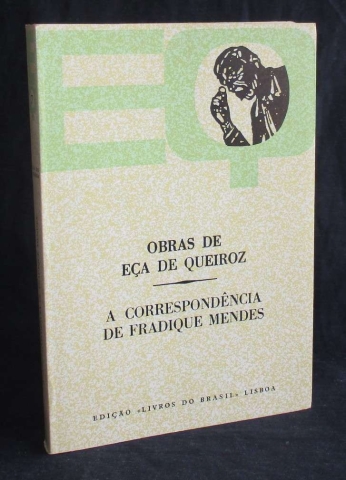 EQ
OBRAS DE
EÇA DE QUEIROZ
A CORRESPONDÊNCIA
DE FRADIQUE MENDES
EDIÇÃO «LIVROS DO BRASIL» LISBOA